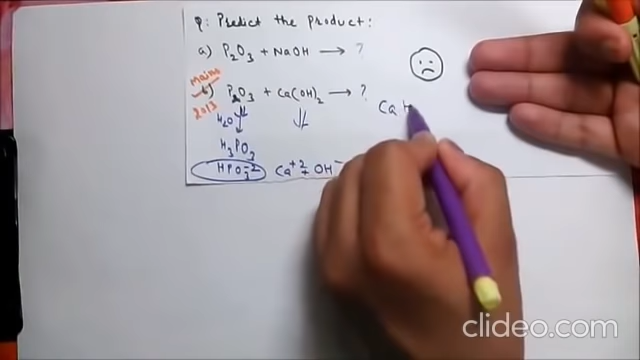 Q: Predict the product:
a) P₂O₃ + NaOH ⟶ ?
Mains
2013
b) P₂O₃ + Ca(OH)₂ ⟶ ?
H₂O
Ca H
H₃PO₃
HPO₃⁻² Ca⁺² + OH⁻
clideo.com